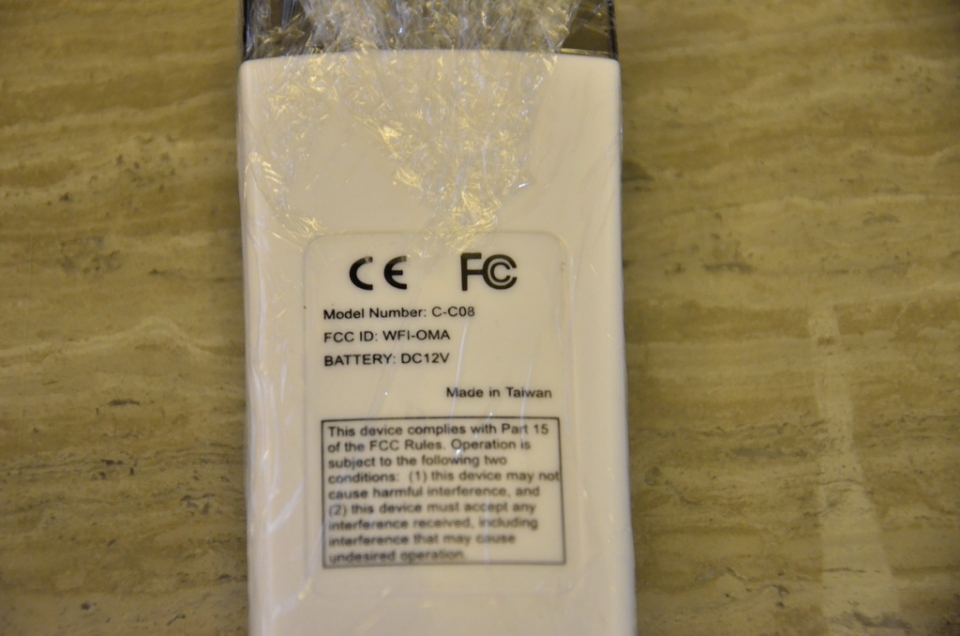 CE FC
Model Number: C-C08
FCC ID: WFI-OMA
BATTERY: DC12V
Made in Taiwan
This device complies with Part 15
of the FCC Rules. Operation is
subject to the following two
conditions: (1) this device may not
cause harmful interference, and
(2) this device must accept any
interference received, including
interference that may cause
undesired operation.